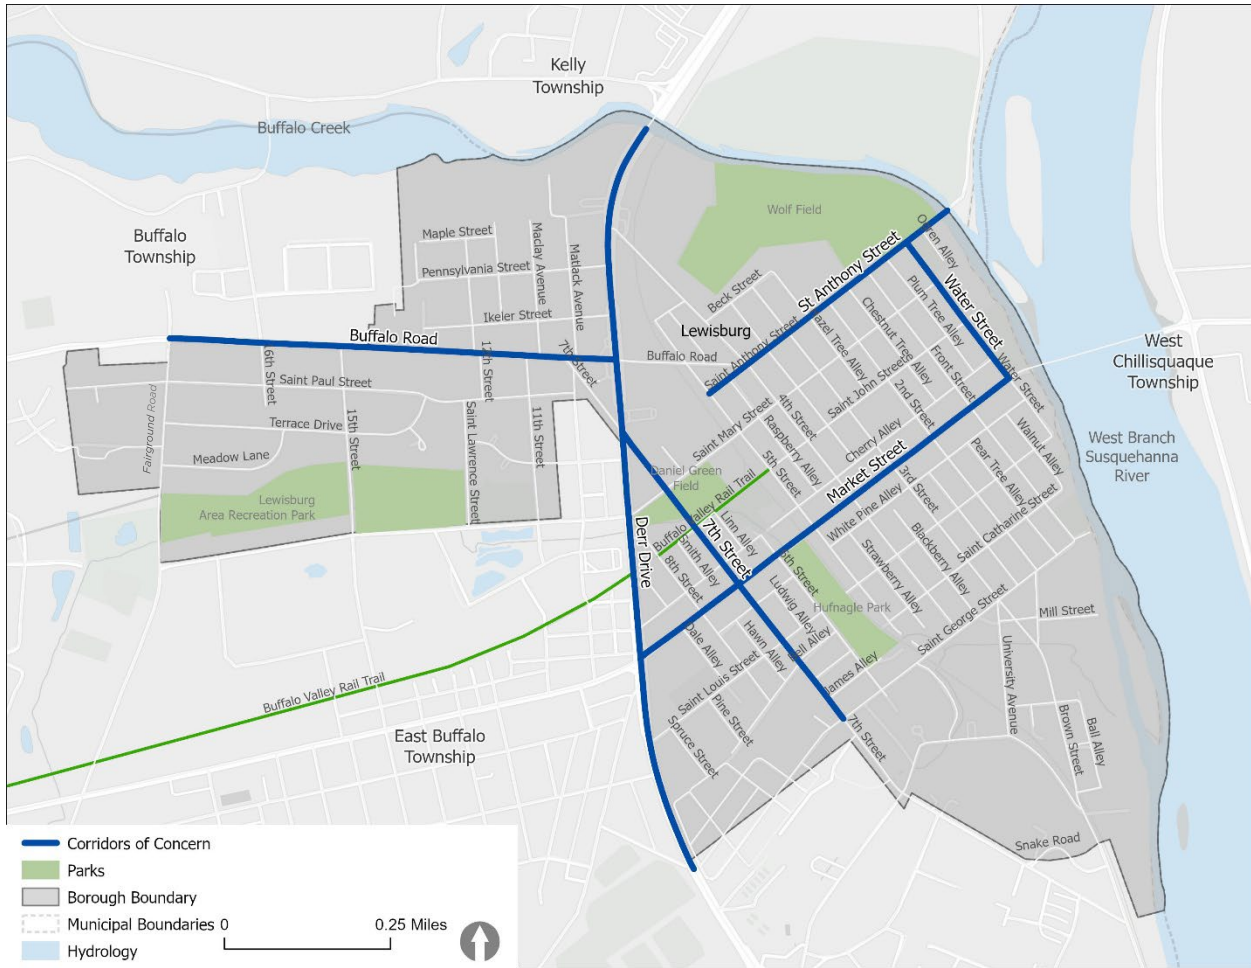 Kelly
Township
Buffalo Creek
Wolf Field
Buffalo
Township
Maple Street
Maclay Avenue
Matlack Avenue
Pennsylvania Street
Ikeler Street
Buffalo Road
12th Street
7th Street
16th Street
Saint Paul Street
Fairground Road
Terrace Drive
15th Street
Saint Lawrence Street
11th Street
Meadow Lane
Lewisburg
Area Recreation Park
Beck Street
St Anthony Street
Water Street
Plum Tree Alley
Lewisburg
Buffalo Road
Saint Anthony Street
Chestnut Tree Alley
Front Street
Water Street
West
Chillisquaque
Township
Saint John Street
2nd Street
4th Street
Saint Mary Street
Raspberry Alley
Cherry Alley
Market Street
Walnut Alley
Pear Tree Alley
West Branch
Susquehanna
River
Daniel Green
Field
5th Street
3rd Street
White Pine Alley
Saint Catharine Street
Buffalo Valley Rail Trail
Linn Alley
7th Street
Smith Alley
8th Street
Derr Drive
6th Street
Strawberry Alley
Blackberry Alley
Ludwig Alley
Hufnagle Park
Saint George Street
Mill Street
Dale Alley
Hawn Alley
James Alley
University Avenue
Saint Louis Street
Pine Street
Spruce Street
7th Street
Brown Street
Ball Alley
Buffalo Valley Rail Trail
East Buffalo
Township
Snake Road
Corridors of Concern
Parks
Borough Boundary
Municipal Boundaries
Hydrology
0 0.25 Miles